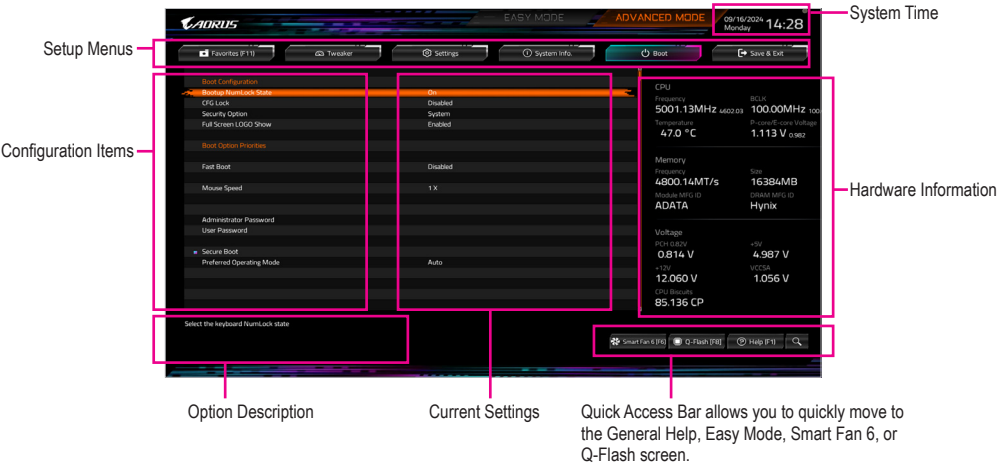 AORUS
EASY MODE
ADVANCED MODE
09/16/2024
Monday
14:28
System Time
Setup Menus
Favorites (F11)
Tweaker
Settings
System Info.
Boot
Save & Exit
Boot Configuration
Bootup NumLock State On
CFG Lock Disabled
Security Option System
Full Screen LOGO Show Enabled
Configuration Items
Boot Option Priorities
Fast Boot Disabled
Mouse Speed 1 X
Administrator Password
User Password
Secure Boot
Preferred Operating Mode Auto
CPU
Frequency BCLK
5001.13MHz 4602.03 100.00MHz 100.
Temperature P-core/E-core Voltage
47.0 °C 1.113 V 0.982
Memory
Frequency Size
4800.14MT/s 16384MB
Module MFG ID DRAM MFG ID
ADATA Hynix
Hardware Information
Voltage
PCH 0.82V +5V
0.814 V 4.987 V
+12V VCCSA
12.060 V 1.056 V
CPU Biscuits
85.136 CP
Select the keyboard NumLock state
Smart Fan 6 [F6]
Q-Flash [F8]
Help (F1)
Option Description
Current Settings
Quick Access Bar allows you to quickly move to
the General Help, Easy Mode, Smart Fan 6, or
Q-Flash screen.